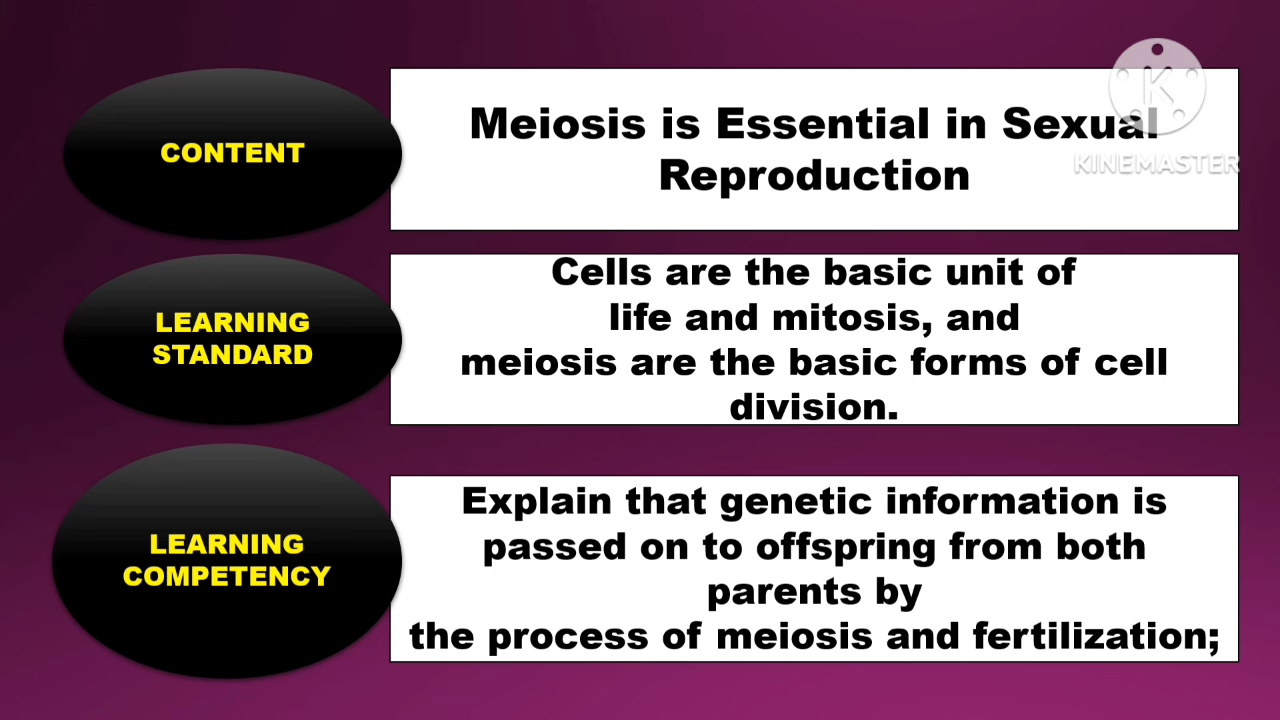 CONTENT
Meiosis is Essential in Sexual
Reproduction
K
KINEMASTER
LEARNING
STANDARD
Cells are the basic unit of
life and mitosis, and
meiosis are the basic forms of cell
division.
LEARNING
COMPETENCY
Explain that genetic information is
passed on to offspring from both
parents by
the process of meiosis and fertilization;